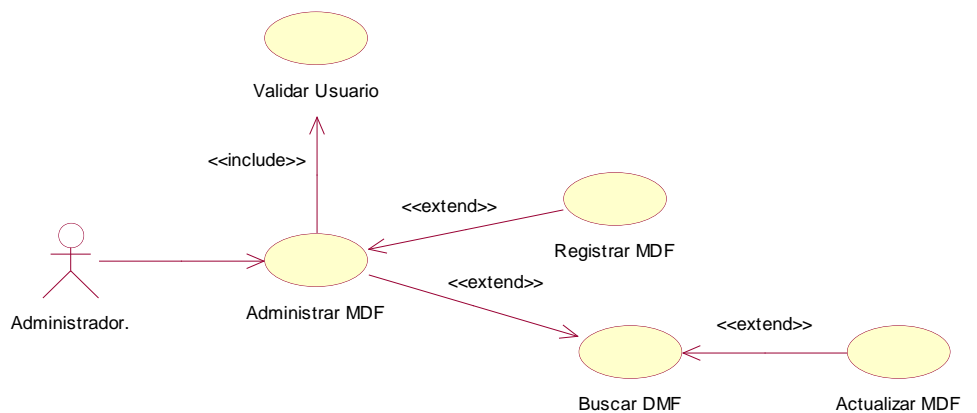 Validar Usuario
<<include>>
<<extend>>
Registrar MDF
Administrador.
Administrar MDF
<<extend>>
<<extend>>
Buscar DMF
Actualizar MDF